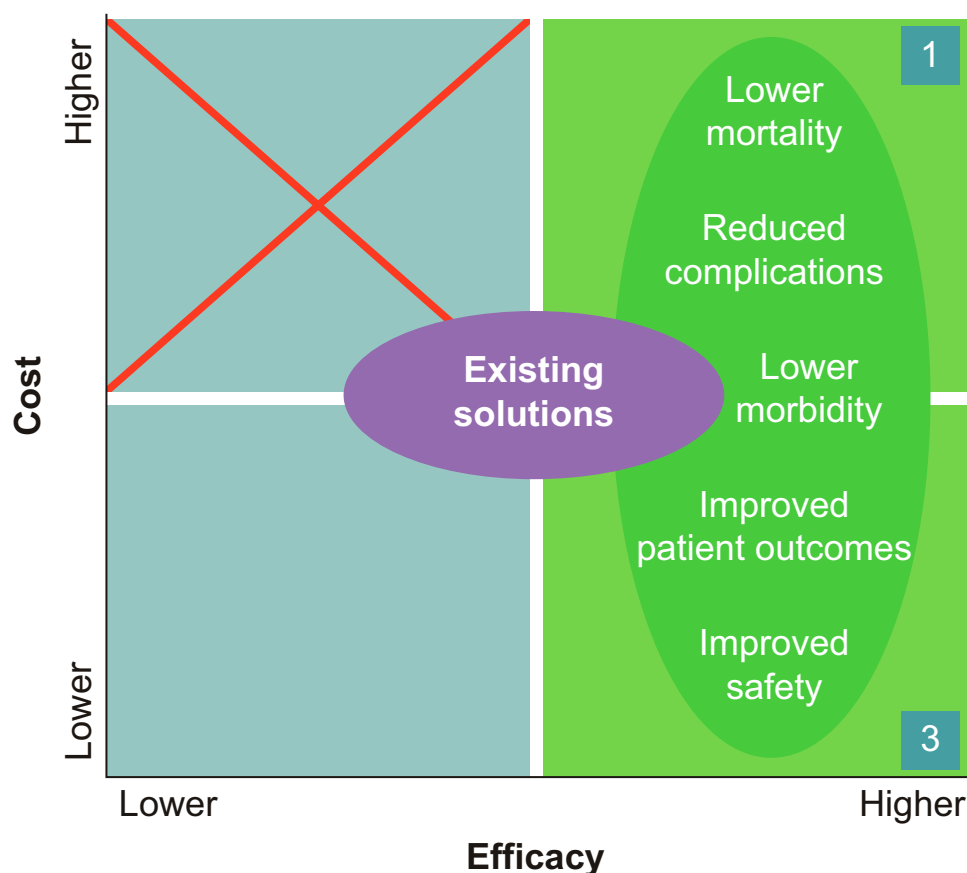 Higher
Cost
Lower
1
Lower
mortality
Reduced
complications
Existing
solutions
Lower
morbidity
Improved
patient outcomes
Improved
safety
3
Lower
Higher
Efficacy